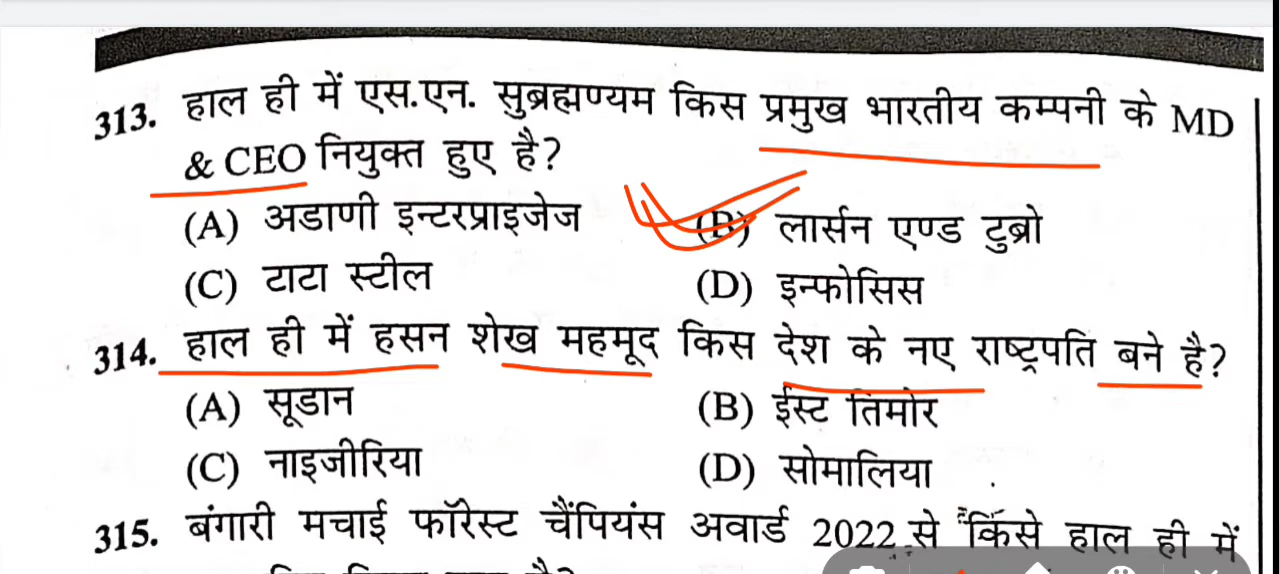 313. हाल ही में एस.एन. सुब्रह्मण्यम किस प्रमुख भारतीय कम्पनी के MD
& CEO नियुक्त हुए है?
(A) अडाणी इन्टरप्राइजेज (B) लार्सन एण्ड टुब्रो
(C) टाटा स्टील (D) इन्फोसिस
314. हाल ही में हसन शेख महमूद किस देश के नए राष्ट्रपति बने है?
(A) सूडान (B) ईस्ट तिमोर
(C) नाइजीरिया (D) सोमालिया
315. बंगारी मचाई फॉरेस्ट चैंपियंस अवार्ड 2022 से किसे हाल ही में
है?